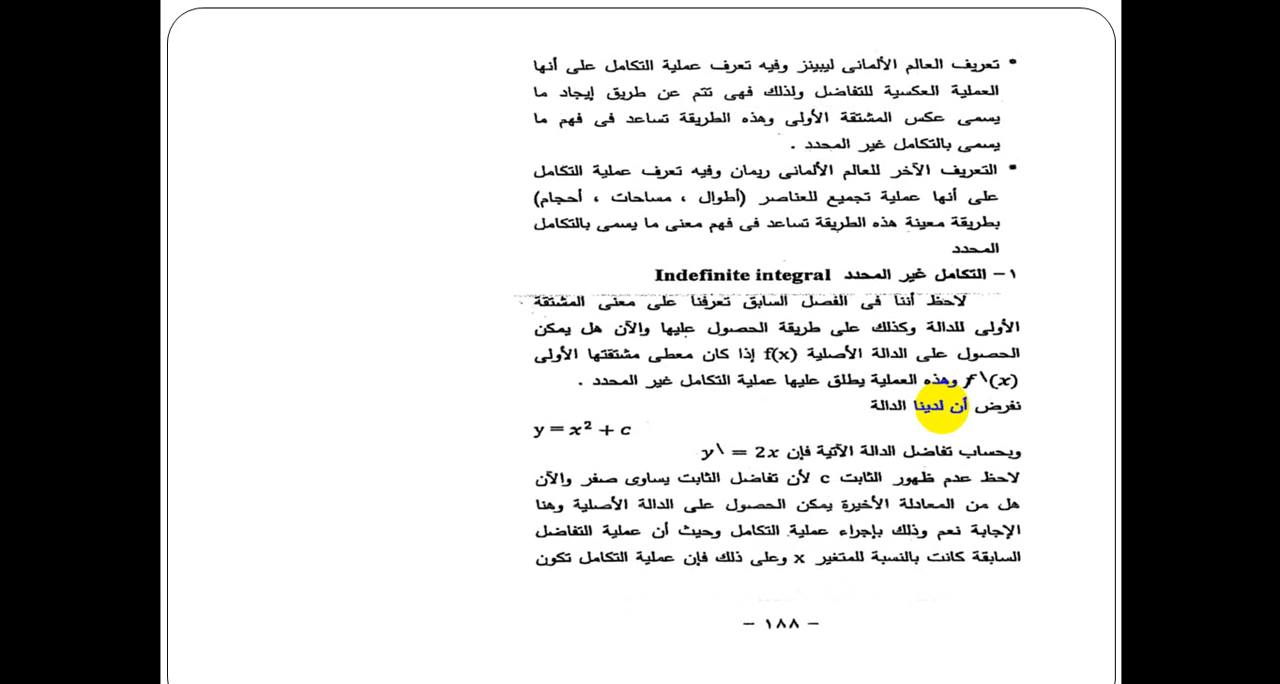 • تعريف العالم الألمانى ليبينز وفيه تعرف عملية التكامل على أنها
العملية العكسية للتفاضل ولذلك فهى تتم عن طريق إيجاد ما
يسمى عكس المشتقة الأولى وهذه الطريقة تساعد فى فهم ما
يسمى بالتكامل غير المحدد .
• التعريف الآخر للعالم الألمانى ريمان وفيه تعرف عملية التكامل
على أنها عملية تجميع للعناصر (أطوال ، مساحات ، أحجام)
بطريقة معينة هذه الطريقة تساعد فى فهم معنى ما يسمى بالتكامل
المحدد
١- التكامل غير المحدد Indefinite integral
لاحظ أننا فى الفصل السابق تعرفنا على معنى المشتقة
الأولى للدالة وكذلك على طريقة الحصول عليها والآن هل يمكن
الحصول على الدالة الأصلية f(x) إذا كان معطى مشتقتها الأولى
f\(x) وهذه العملية يطلق عليها عملية التكامل غير المحدد .
نفرض أن لدينا الدالة
y = x² + c
وبحساب تفاضل الدالة الآتية فإن y\ = 2x
لاحظ عدم ظهور الثابت c لأن تفاضل الثابت يساوى صفر والآن
هل من المعادلة الأخيرة يمكن الحصول على الدالة الأصلية وهنا
الإجابة نعم وذلك بإجراء عملية التكامل وحيث أن عملية التفاضل
السابقة كانت بالنسبة للمتغير x وعلى ذلك فإن عملية التكامل تكون
- ١٨٨ -